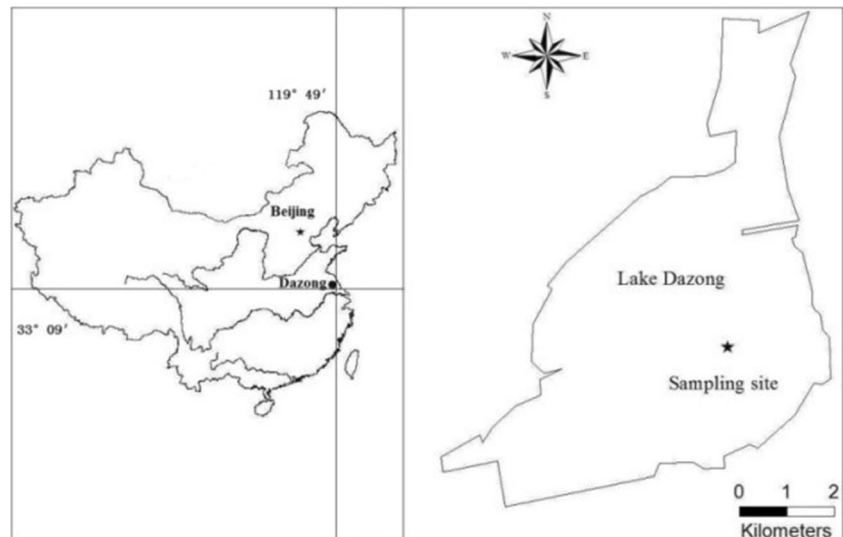 119° 49′
Beijing
Dazong
33° 09′
N
W
E
S
Lake Dazong
Sampling site
0 1 2
Kilometers